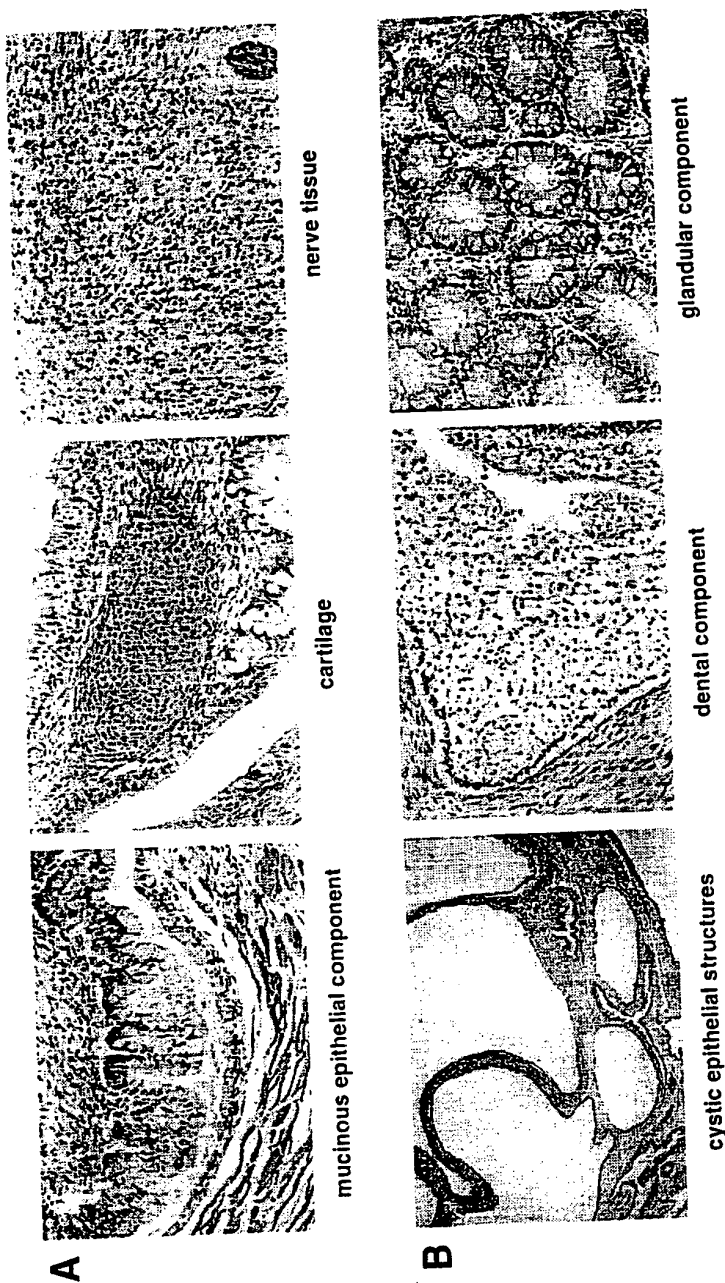 A
mucinous epithelial component
cartilage
nerve tissue
B
cystic epithelial structures
dental component
glandular component